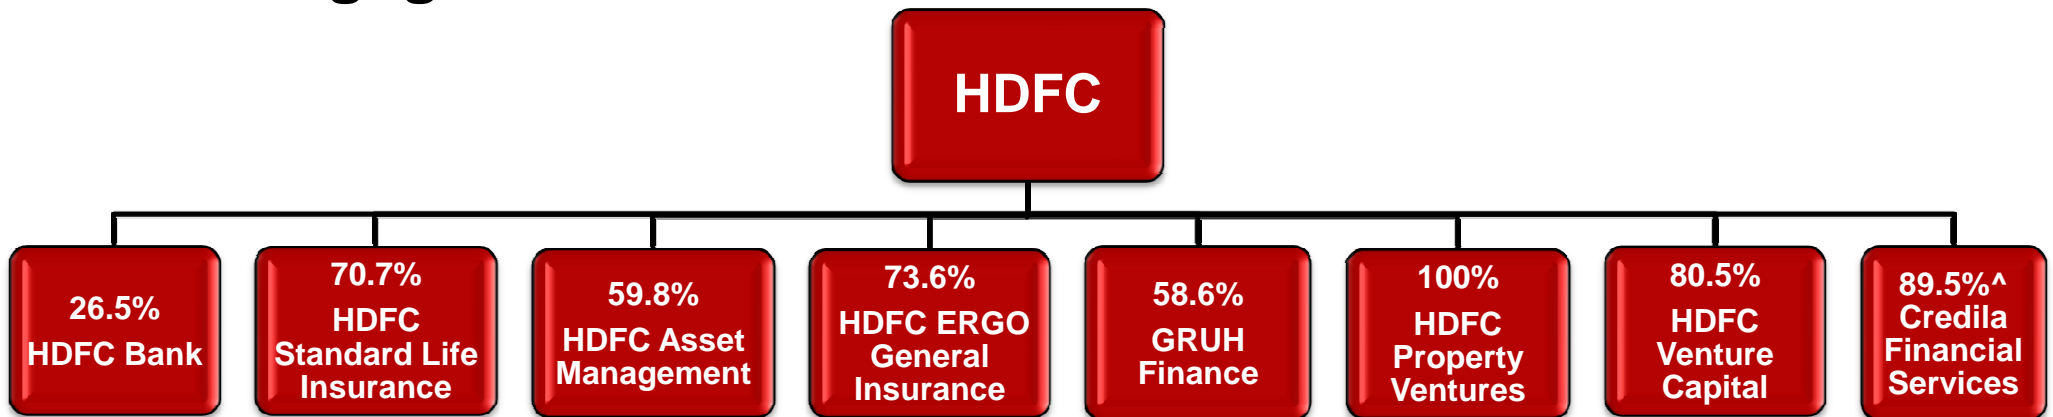 HDFC
26.5%
HDFC Bank
70.7%
HDFC
Standard Life
Insurance
59.8%
HDFC Asset
Management
73.6%
HDFC ERGO
General
Insurance
58.6%
GRUH
Finance
100%
HDFC
Property
Ventures
80.5%
HDFC
Venture
Capital
89.5%^
Credila
Financial
Services